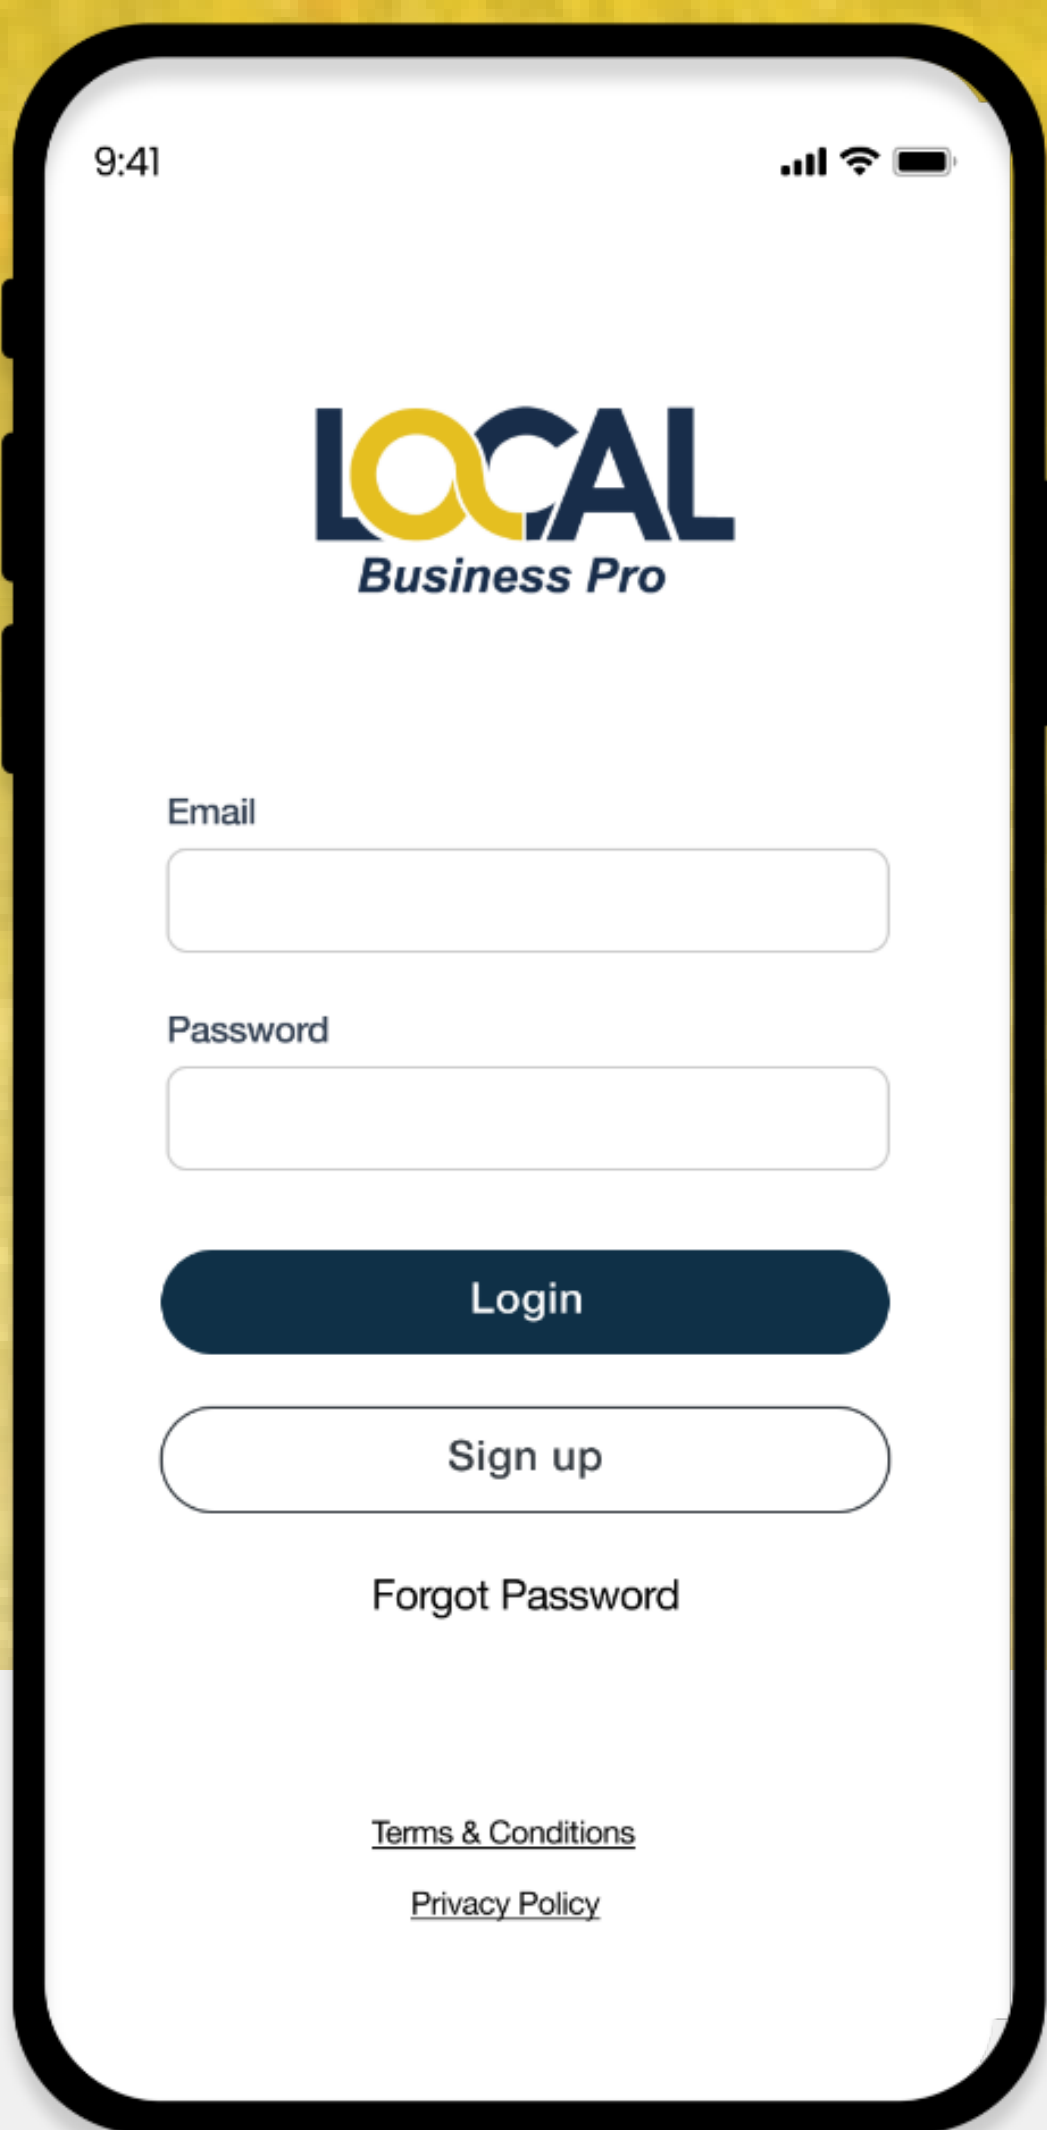 9:41
LOCAL
Business Pro
Email
Password
Login
Sign up
Forgot Password
Terms & Conditions
Privacy Policy